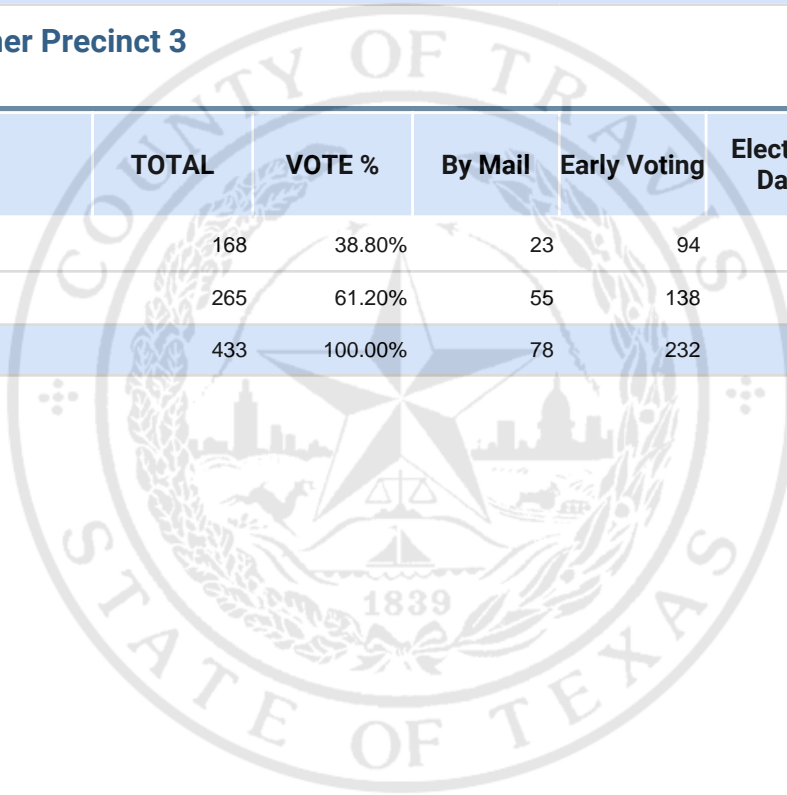 ner Precinct 3
TOTAL VOTE % By Mail Early Voting Elect
Da
168 38.80% 23 94
265 61.20% 55 138
433 100.00% 78 232
COUNTY OF TRAVIS
1839
STATE OF TEXAS